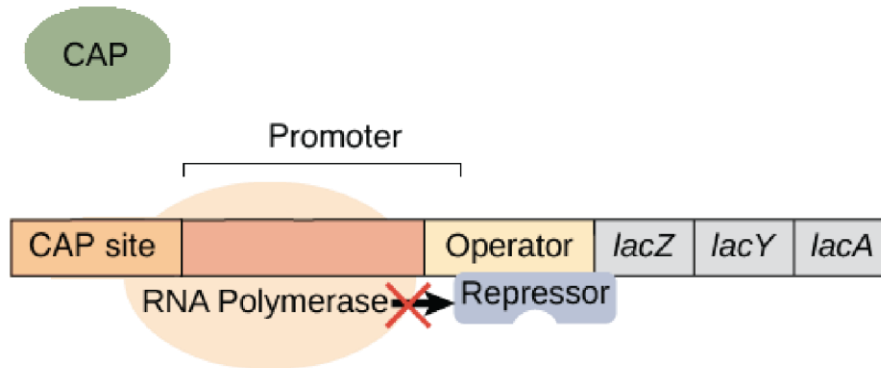 CAP
Promoter
CAP site Operator lacZ lacY lacA
RNA Polymerase Repressor